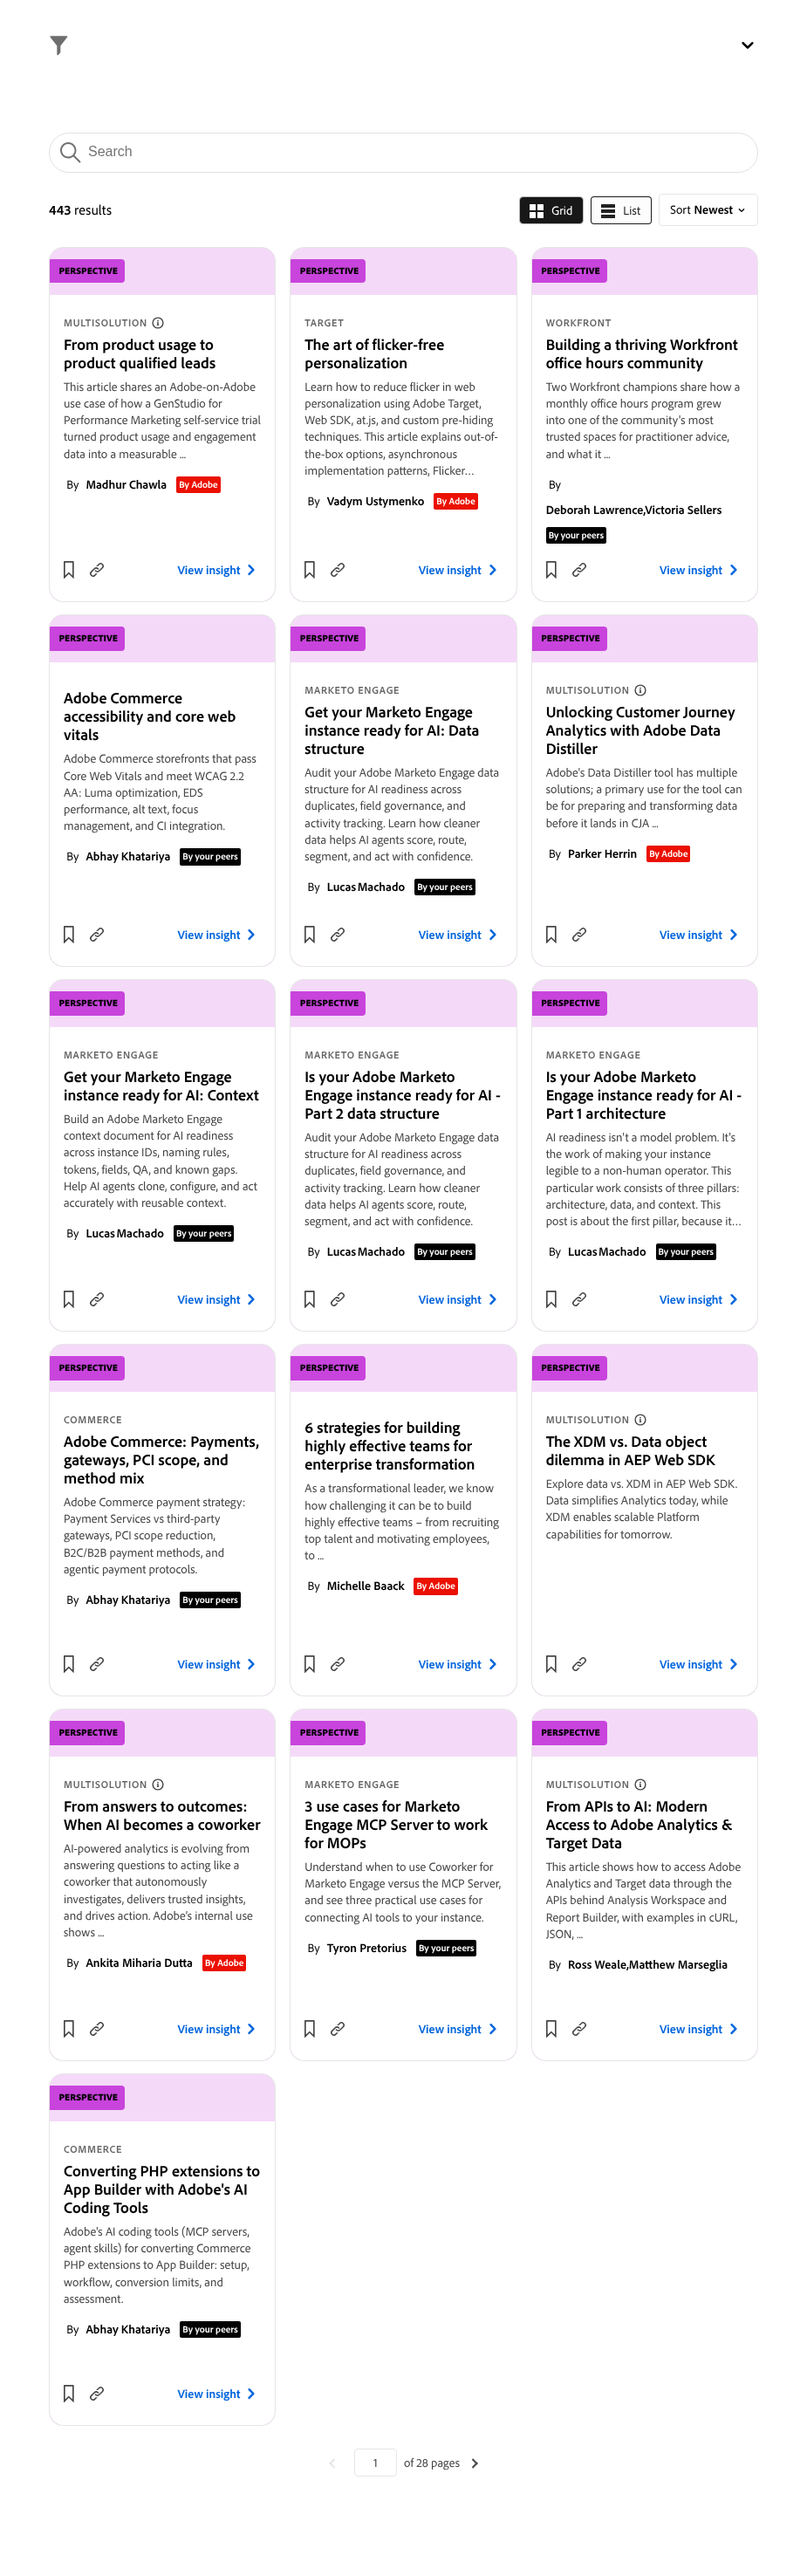 Search
443 results
Grid
List
Sort Newest
PERSPECTIVE
MULTISOLUTION
From product usage to
product qualified leads
This article shares an Adobe-on-Adobe
use case of how a GenStudio for
Performance Marketing self-service trial
turned product usage and engagement
data into a measurable ...
By Madhur Chawla By Adobe
View insight
PERSPECTIVE
TARGET
The art of flicker-free
personalization
Learn how to reduce flicker in web
personalization using Adobe Target,
Web SDK, at.js, and custom pre-hiding
techniques. This article explains out-of-
the-box options, asynchronous
implementation patterns, Flicker...
By Vadym Ustymenko By Adobe
View insight
PERSPECTIVE
WORKFRONT
Building a thriving Workfront
office hours community
Two Workfront champions share how a
monthly office hours program grew
into one of the community's most
trusted spaces for practitioner advice,
and what it ...
By
Deborah Lawrence,Victoria Sellers
By your peers
View insight
PERSPECTIVE
Adobe Commerce
accessibility and core web
vitals
Adobe Commerce storefronts that pass
Core Web Vitals and meet WCAG 2.2
AA: Luma optimization, EDS
performance, alt text, focus
management, and CI integration.
By Abhay Khatariya By your peers
View insight
PERSPECTIVE
MARKETO ENGAGE
Get your Marketo Engage
instance ready for AI: Data
structure
Audit your Adobe Marketo Engage data
structure for AI readiness across
duplicates, field governance, and
activity tracking. Learn how cleaner
data helps AI agents score, route,
segment, and act with confidence.
By Lucas Machado By your peers
View insight
PERSPECTIVE
MULTISOLUTION
Unlocking Customer Journey
Analytics with Adobe Data
Distiller
Adobe's Data Distiller tool has multiple
solutions; a primary use for the tool can
be for preparing and transforming data
before it lands in CJA ...
By Parker Herrin By Adobe
View insight
PERSPECTIVE
MARKETO ENGAGE
Get your Marketo Engage
instance ready for AI: Context
Build an Adobe Marketo Engage
context document for AI readiness
across instance IDs, naming rules,
tokens, fields, QA, and known gaps.
Help AI agents clone, configure, and act
accurately with reusable context.
By Lucas Machado By your peers
View insight
PERSPECTIVE
MARKETO ENGAGE
Is your Adobe Marketo
Engage instance ready for AI -
Part 2 data structure
Audit your Adobe Marketo Engage data
structure for AI readiness across
duplicates, field governance, and
activity tracking. Learn how cleaner
data helps AI agents score, route,
segment, and act with confidence.
By Lucas Machado By your peers
View insight
PERSPECTIVE
MARKETO ENGAGE
Is your Adobe Marketo
Engage instance ready for AI -
Part 1 architecture
AI readiness isn't a model problem. It's
the work of making your instance
legible to a non-human operator. This
particular work consists of three pillars:
architecture, data, and context. This
post is about the first pillar, because it...
By Lucas Machado By your peers
View insight
PERSPECTIVE
COMMERCE
Adobe Commerce: Payments,
gateways, PCI scope, and
method mix
Adobe Commerce payment strategy:
Payment Services vs third-party
gateways, PCI scope reduction,
B2C/B2B payment methods, and
agentic payment protocols.
By Abhay Khatariya By your peers
View insight
PERSPECTIVE
6 strategies for building
highly effective teams for
enterprise transformation
As a transformational leader, we know
how challenging it can be to build
highly effective teams – from recruiting
top talent and motivating employees,
to ...
By Michelle Baack By Adobe
View insight
PERSPECTIVE
MULTISOLUTION
The XDM vs. Data object
dilemma in AEP Web SDK
Explore data vs. XDM in AEP Web SDK.
Data simplifies Analytics today, while
XDM enables scalable Platform
capabilities for tomorrow.
View insight
PERSPECTIVE
MULTISOLUTION
From answers to outcomes:
When AI becomes a coworker
AI-powered analytics is evolving from
answering questions to acting like a
coworker that autonomously
investigates, delivers trusted insights,
and drives action. Adobe's internal use
shows ...
By Ankita Miharia Dutta By Adobe
View insight
PERSPECTIVE
MARKETO ENGAGE
3 use cases for Marketo
Engage MCP Server to work
for MOPs
Understand when to use Coworker for
Marketo Engage versus the MCP Server,
and see three practical use cases for
connecting AI tools to your instance.
By Tyron Pretorius By your peers
View insight
PERSPECTIVE
MULTISOLUTION
From APIs to AI: Modern
Access to Adobe Analytics &
Target Data
This article shows how to access Adobe
Analytics and Target data through the
APIs behind Analysis Workspace and
Report Builder, with examples in cURL,
JSON, ...
By Ross Weale,Matthew Marseglia
View insight
PERSPECTIVE
COMMERCE
Converting PHP extensions to
App Builder with Adobe's AI
Coding Tools
Adobe's AI coding tools (MCP servers,
agent skills) for converting Commerce
PHP extensions to App Builder: setup,
workflow, conversion limits, and
assessment.
By Abhay Khatariya By your peers
View insight
1 of 28 pages